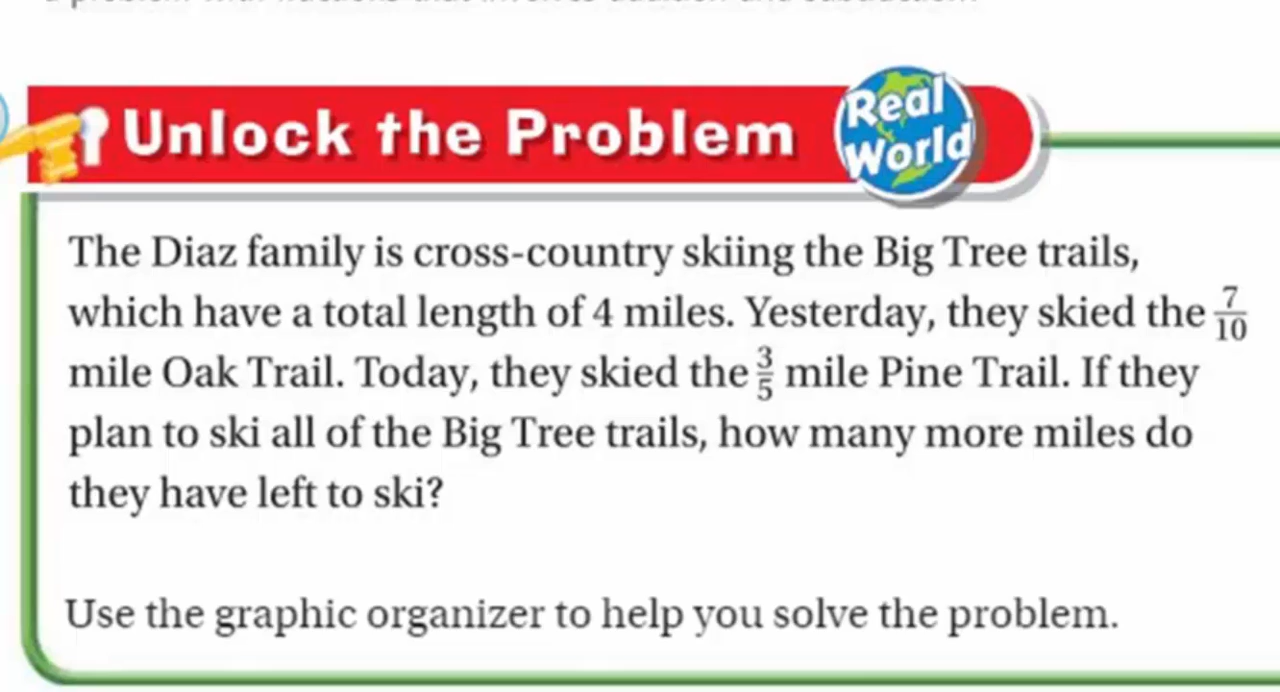 Unlock the Problem
Real
World
The Diaz family is cross-country skiing the Big Tree trails,
which have a total length of 4 miles. Yesterday, they skied the 7/10
mile Oak Trail. Today, they skied the 3/5 mile Pine Trail. If they
plan to ski all of the Big Tree trails, how many more miles do
they have left to ski?
Use the graphic organizer to help you solve the problem.